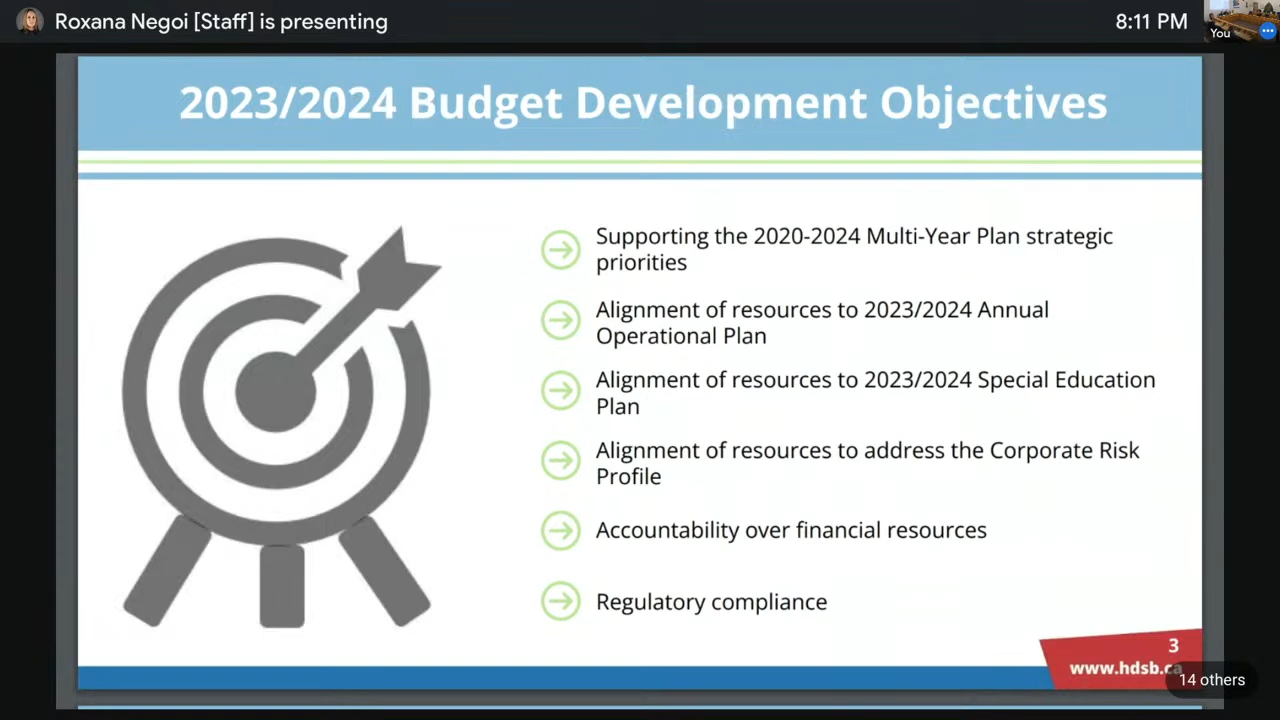 Roxana Negoi [Staff] is presenting
8:11 PM
You
2023/2024 Budget Development Objectives
Supporting the 2020-2024 Multi-Year Plan strategic
priorities
Alignment of resources to 2023/2024 Annual
Operational Plan
Alignment of resources to 2023/2024 Special Education
Plan
Alignment of resources to address the Corporate Risk
Profile
Accountability over financial resources
Regulatory compliance
3
www.hdsb.ca
14 others